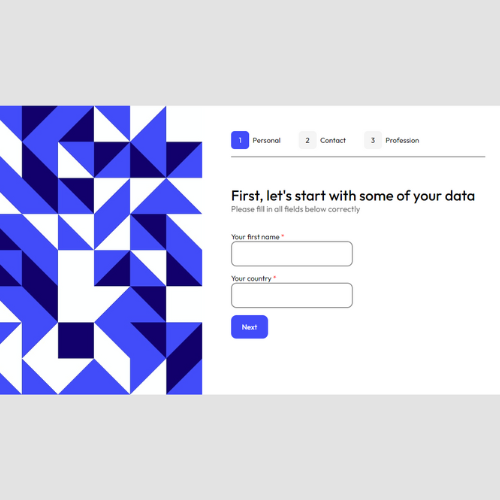 1 Personal 2 Contact 3 Profession
First, let's start with some of your data
Please fill in all fields below correctly
Your first name *
Your country *
Next